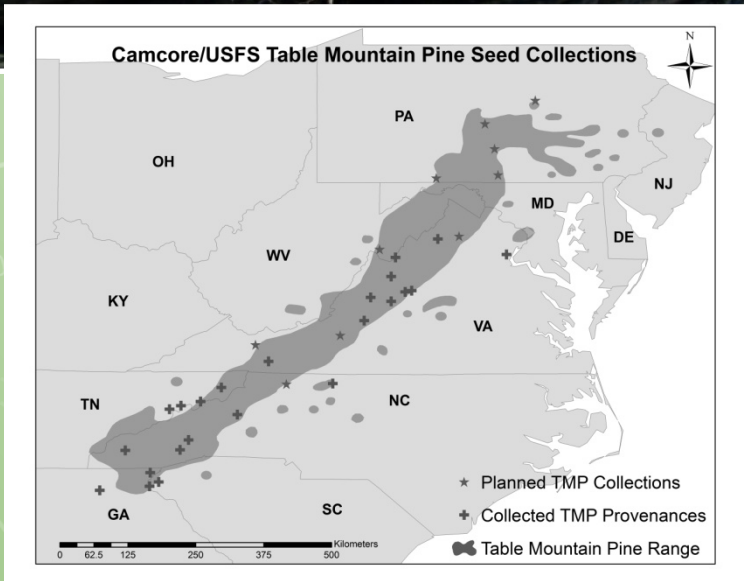 Camcore/USFS Table Mountain Pine Seed Collections
N
PA
OH
NJ
MD
DE
WV
KY
VA
TN
NC
Planned TMP Collections
Collected TMP Provenances
SC
GA
Table Mountain Pine Range
Kilometers
0 62.5 125 250 375 500